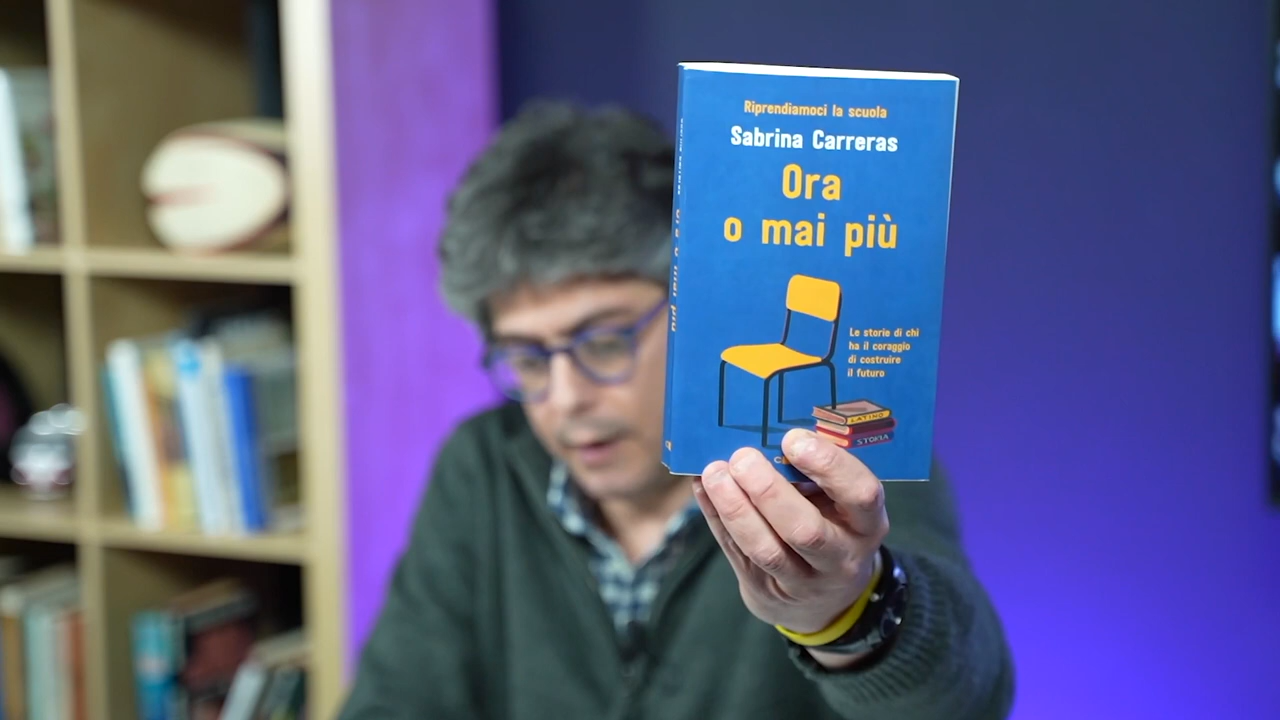 Riprendiamoci la scuola
Sabrina Carreras
Ora
o mai più
Le storie di chi
ha il coraggio
di costruire
il futuro
LATINO
STORIA